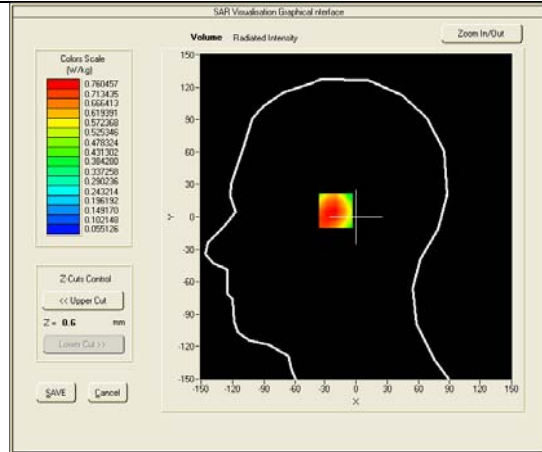 SAR Visualisation Graphical nterface
Volume Radiated Intensity
Zoom In/Out
Colors Scale
(W/kg)
0.760457
0.713435
0.666413
0.619391
0.572368
0.525346
0.478324
0.431302
0.384280
0.337258
0.290236
0.243214
0.196192
0.149170
0.102148
0.055126
Z-Cuts Control
<< Upper Cut
Z = 0.6 mm
Lower Cut >>
SAVE Cancel
150
120
90
60
30
Y 0
-30
-60
-90
-120
-150
-150 -120 -90 -60 -30 0 30 60 90 120 150
X